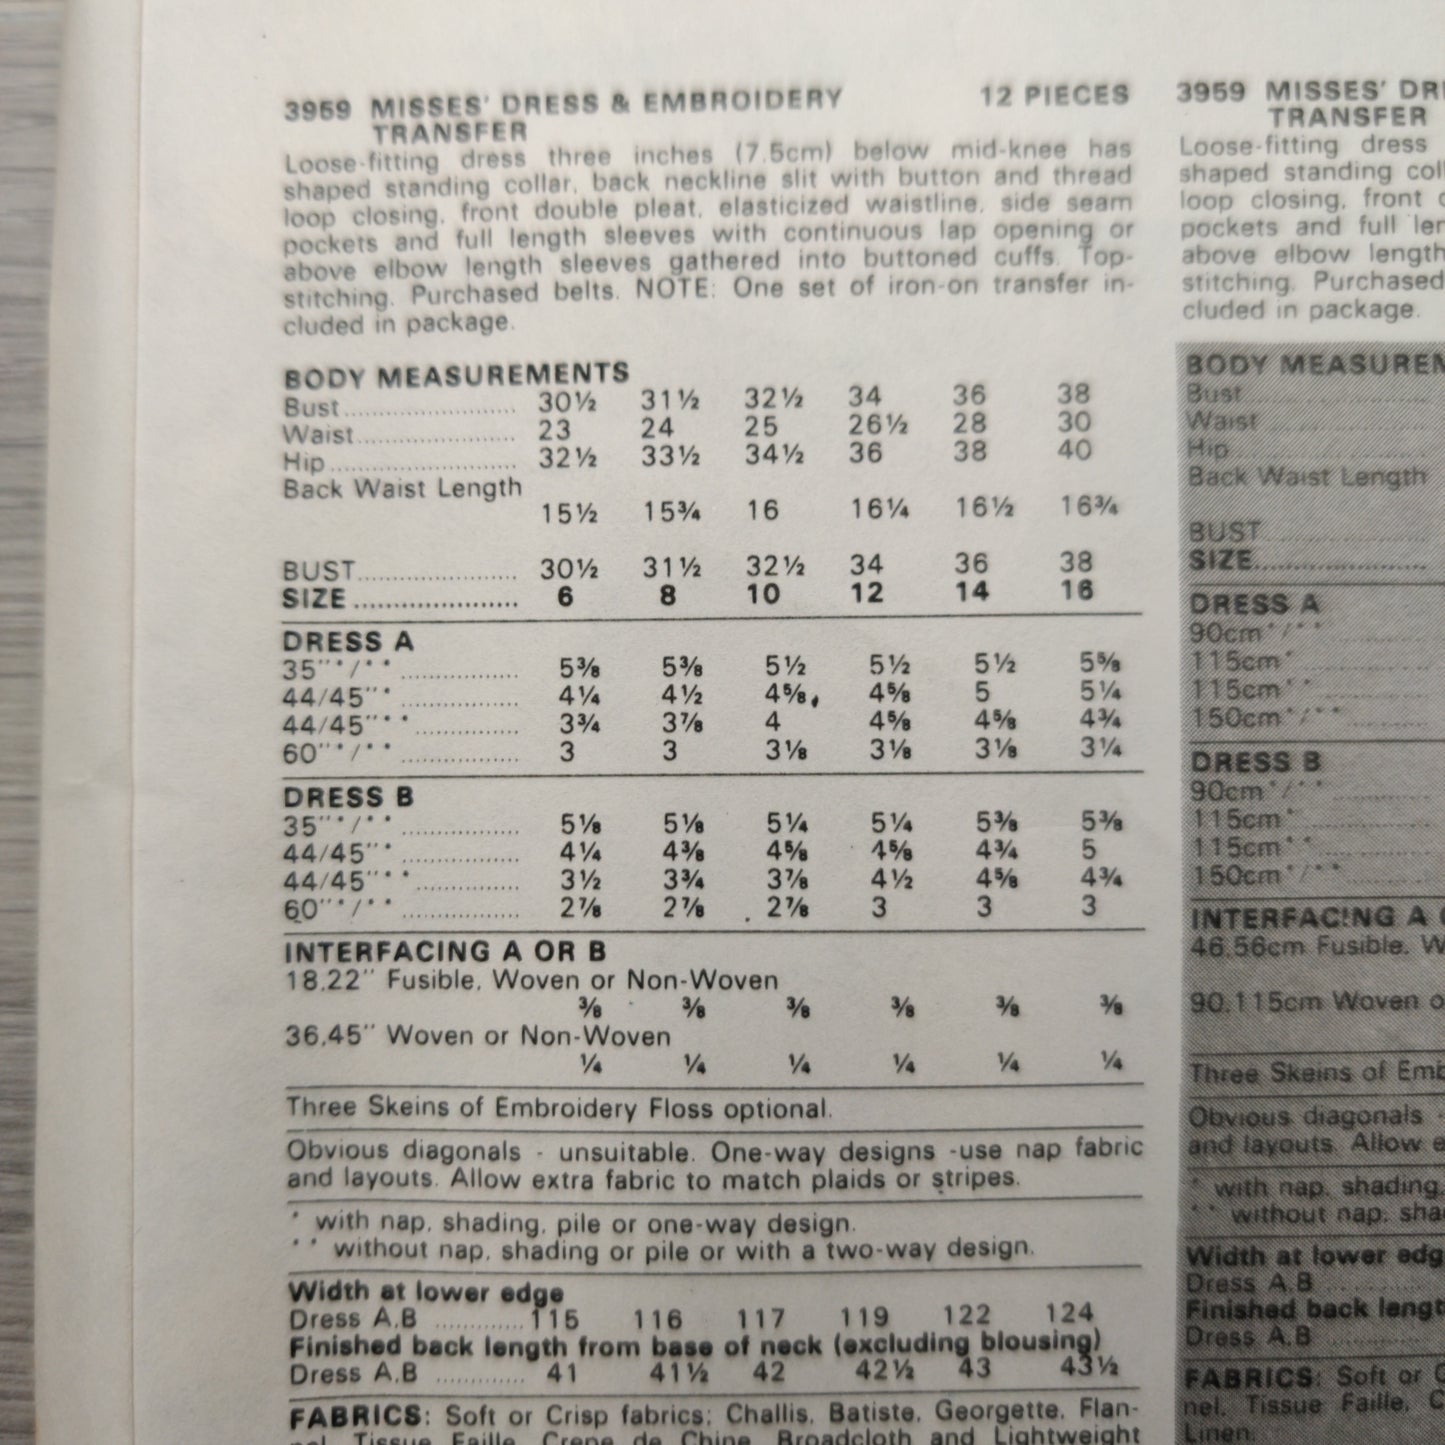 3959 MISSES' DRESS & EMBROIDERY 12 PIECES
TRANSFER
Loose-fitting dress three inches (7.5cm) below mid-knee has
shaped standing collar, back neckline slit with button and thread
loop closing, front double pleat, elasticized waistline, side seam
pockets and full length sleeves with continuous lap opening or
above elbow length sleeves gathered into buttoned cuffs. Top-
stitching. Purchased belts. NOTE: One set of iron-on transfer in-
cluded in package.
BODY MEASUREMENTS
Bust........................ 30½ 31½ 32½ 34 36 38
Waist...................... 23 24 25 26½ 28 30
Hip.......................... 32½ 33½ 34½ 36 38 40
Back Waist Length
15½ 15¾ 16 16¼ 16½ 16¾
BUST...................... 30½ 31½ 32½ 34 36 38
SIZE...................... 6 8 10 12 14 16
DRESS A
35"*/** ................ 5⅜ 5⅜ 5½ 5½ 5½ 5⅝
44/45"* ................ 4¼ 4½ 4⅝ 4⅝ 5 5¼
44/45"** .............. 3¾ 3⅞ 4 4⅝ 4⅝ 4¾
60"*/** ................ 3 3 3⅛ 3⅛ 3⅛ 3¼
DRESS B
35"*/** ................ 5⅛ 5⅛ 5¼ 5¼ 5⅜ 5⅜
44/45"* ................ 4¼ 4⅜ 4⅝ 4⅝ 4¾ 5
44/45"** .............. 3½ 3¾ 3⅞ 4½ 4⅝ 4¾
60"*/** ................ 2⅞ 2⅞ 2⅞ 3 3 3
INTERFACING A OR B
18,22" Fusible, Woven or Non-Woven
⅜ ⅜ ⅜ ⅜ ⅜ ⅜
36,45" Woven or Non-Woven
¼ ¼ ¼ ¼ ¼ ¼
Three Skeins of Embroidery Floss optional.
Obvious diagonals - unsuitable. One-way designs -use nap fabric
and layouts. Allow extra fabric to match plaids or stripes.
* with nap, shading, pile or one-way design.
** without nap, shading or pile or with a two-way design.
Width at lower edge
Dress A,B ............ 115 116 117 119 122 124
Finished back length from base of neck (excluding blousing)
Dress A,B ............ 41 41½ 42 42½ 43 43½
FABRICS: Soft or Crisp fabrics; Challis, Batiste, Georgette, Flan-
nel, Tissue Faille, Crepe de Chine, Broadcloth and Lightweight
3959 MISSES' DR
TRANSFER
Loose-fitting dress
shaped standing col
loop closing, front
pockets and full
above elbow length
stitching. Purchased
cluded in package.
BODY MEASUREM
Bust
Waist
Hip
Back Waist Length
BUST
SIZE
DRESS A
90cm*/**
115cm*
115cm**
150cm*/**
DRESS B
90cm*/**
115cm*
115cm**
150cm*/**
INTERFACING A
46,56cm Fusible, W
90,115cm Woven o
Three Skeins of Emb
Obvious diagonals -
and layouts. Allow e
* with nap, shading,
** without nap, sha
Width at lower edg
Dress A,B
Finished back lengt
Dress A,B
FABRICS: Soft or C
nel, Tissue Faille, C
Linen.